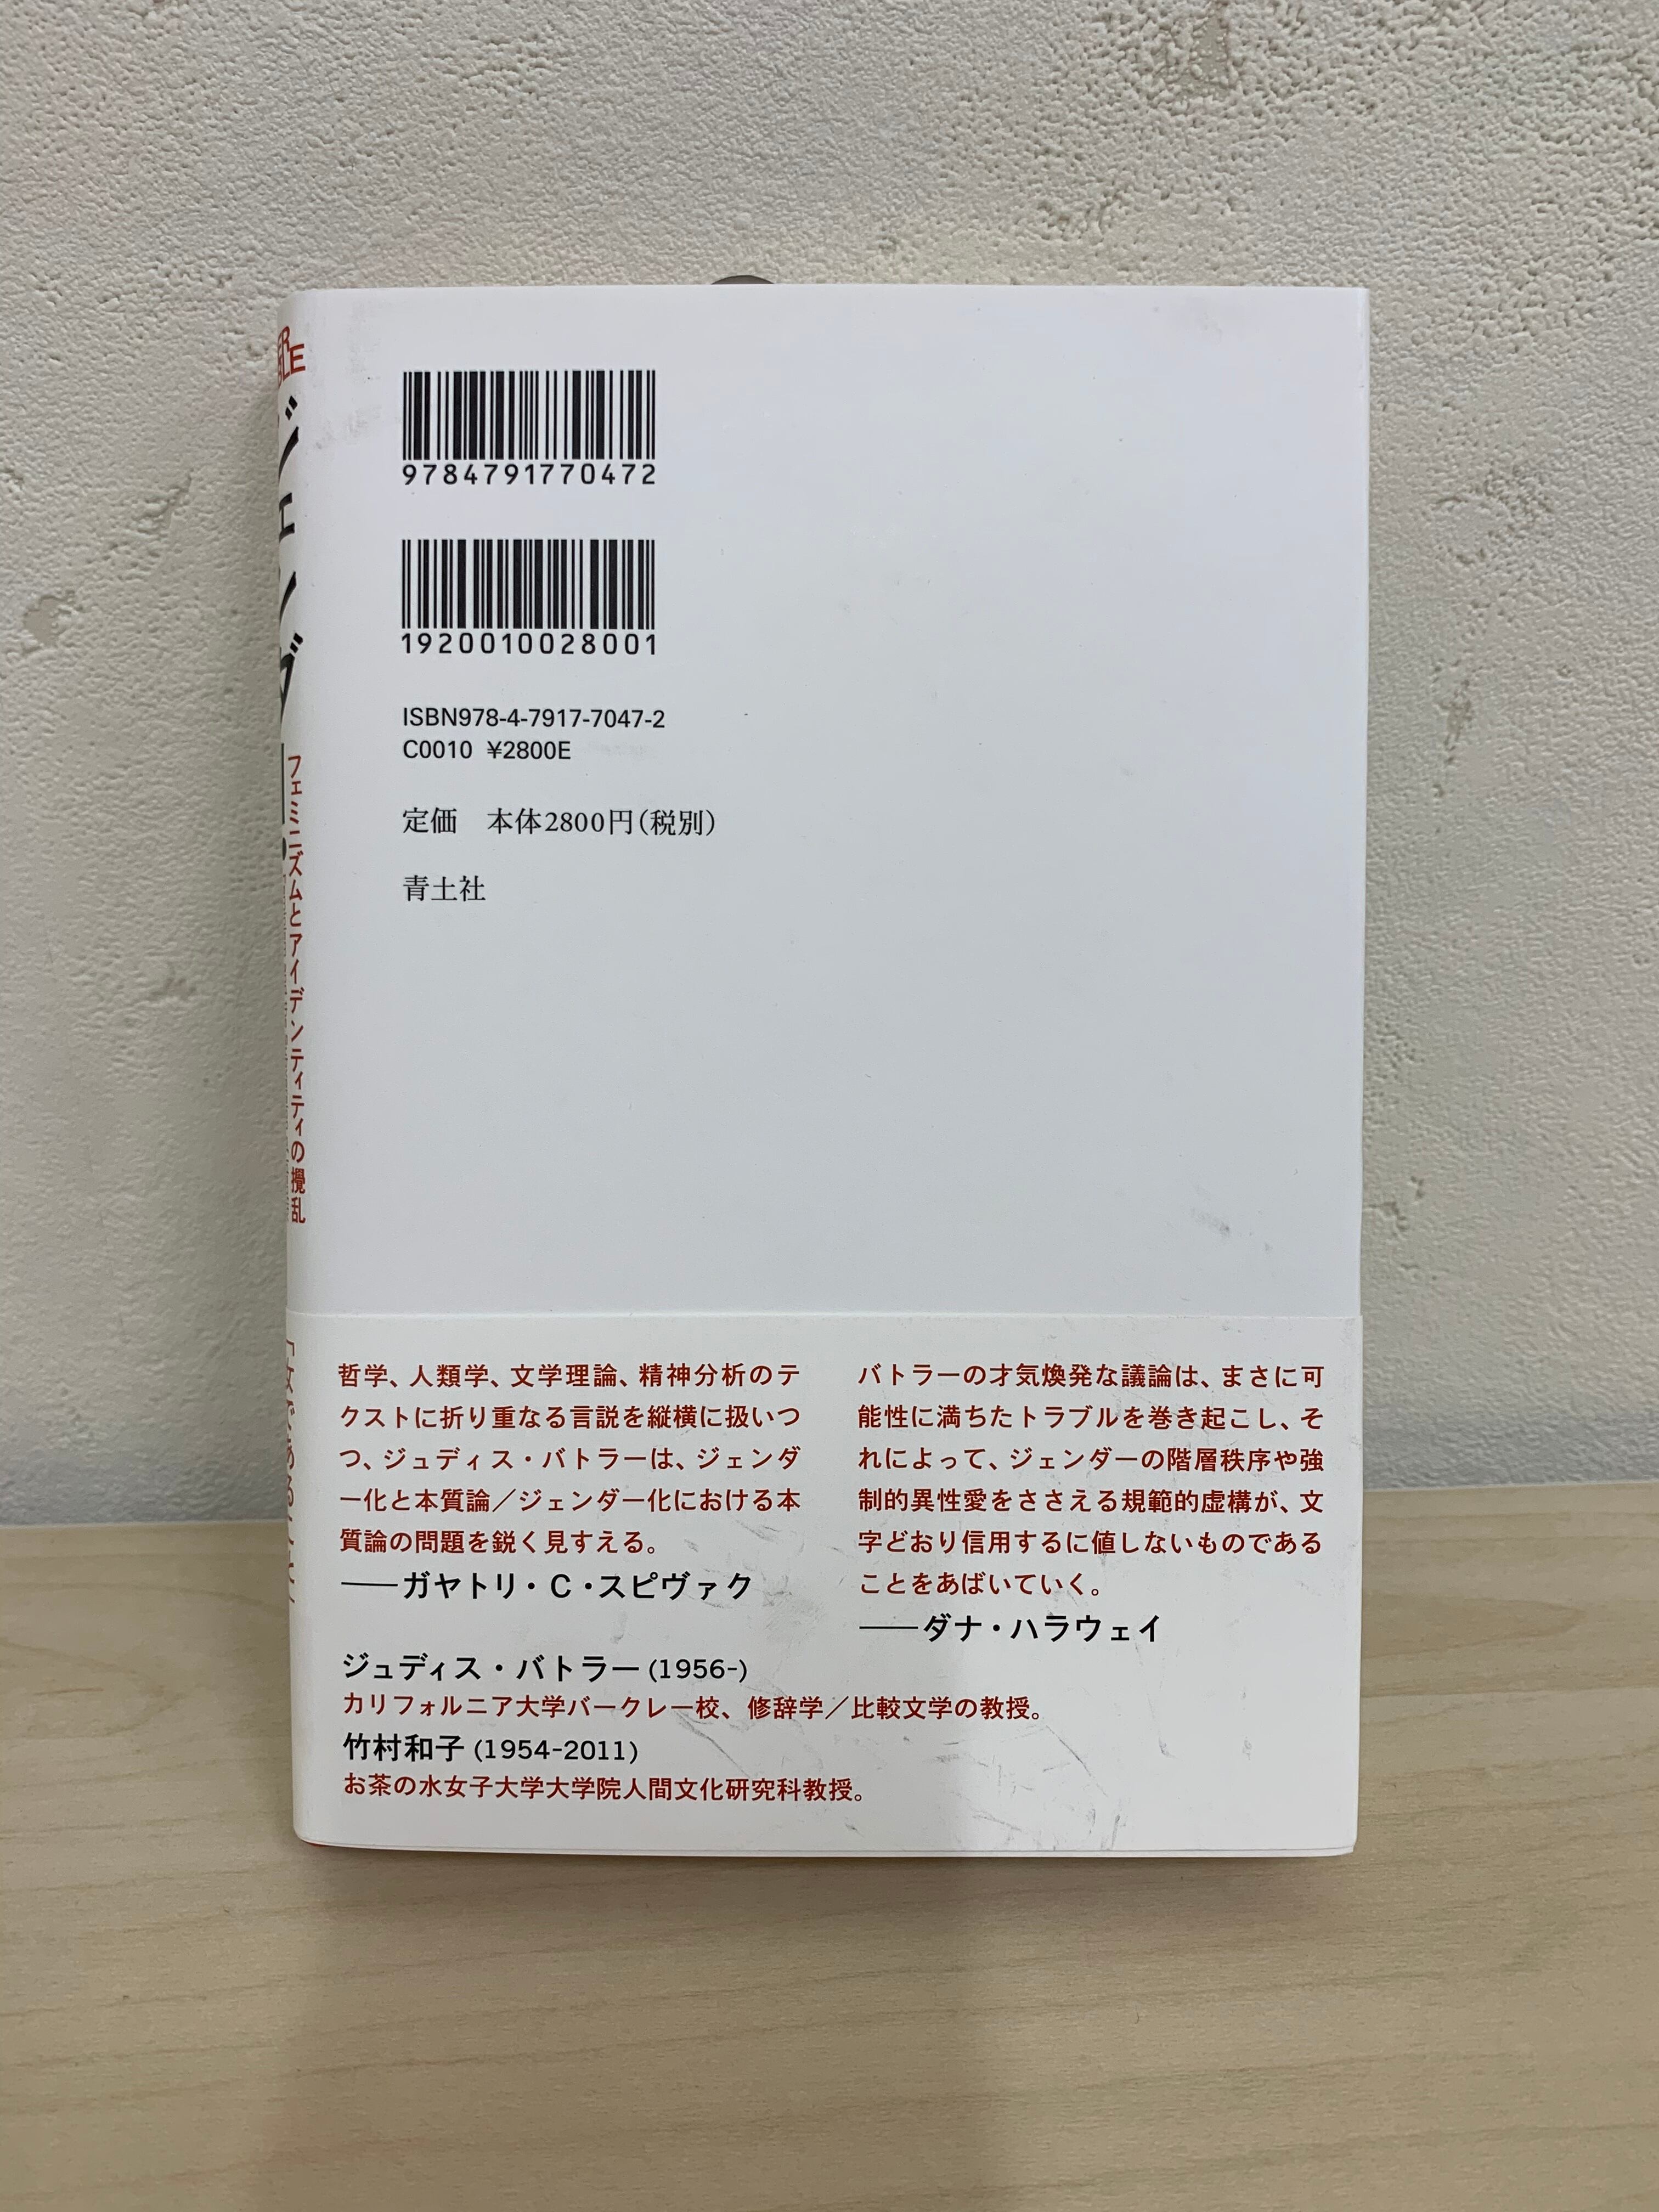 9784791770472
1920010028001
ISBN978-4-7917-7047-2
C0010 ¥2800E
定価　本体2800円(税別)
青土社
フェミニズムとアイデンティティの攪乱
哲学、人類学、文学理論、精神分析のテ
クストに折り重なる言説を縦横に扱いつ
つ、ジュディス・バトラーは、ジェンダ
ー化と本質論／ジェンダー化における本
質論の問題を鋭く見すえる。
——ガヤトリ・C・スピヴァク
バトラーの才気煥発な議論は、まさに可
能性に満ちたトラブルを巻き起こし、そ
れによって、ジェンダーの階層秩序や強
制的異性愛をささえる規範的虚構が、文
字どおり信用するに値しないものである
ことをあばいていく。
——ダナ・ハラウェイ
ジュディス・バトラー (1956-)
カリフォルニア大学バークレー校、修辞学／比較文学の教授。
竹村和子 (1954-2011)
お茶の水女子大学大学院人間文化研究科教授。